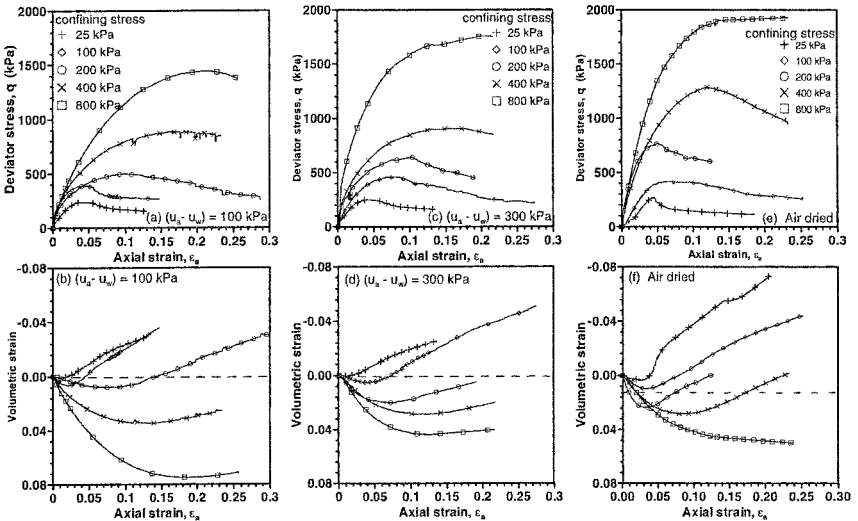 2000
1500
1000
500
0
Deviator stress, q (kPa)
confining stress
25 kPa
100 kPa
200 kPa
400 kPa
800 kPa
(a) (ua - uw) = 100 kPa
0 0.05 0.1 0.15 0.2 0.25 0.3
Axial strain, εa
2000
1500
1000
500
0
Deviator stress, q (kPa)
confining stress
25 kPa
100 kPa
200 kPa
400 kPa
800 kPa
(c) (ua - uw) = 300 kPa
0 0.05 0.1 0.15 0.2 0.25 0.3
Axial strain, εa
2000
1500
1000
500
0
Deviator stress, q (kPa)
confining stress
25 kPa
100 kPa
200 kPa
400 kPa
800 kPa
(e) Air dried
0 0.05 0.1 0.15 0.2 0.25 0.3
Axial strain, εa
-0.08
-0.04
0.00
0.04
0.08
Volumetric strain
(b) (ua- uw) = 100 kPa
0 0.05 0.1 0.15 0.2 0.25 0.3
Axial strain, εa
-0.08
-0.04
0.00
0.04
0.08
Volumetric strain
(d) (ua- uw) = 300 kPa
0 0.05 0.1 0.15 0.2 0.25 0.3
Axial strain, εa
-0.08
-0.04
0.00
0.04
0.08
Volumetric strain
(f) Air dried
0.00 0.05 0.1 0.15 0.2 0.25 0.3
Axial strain, εa